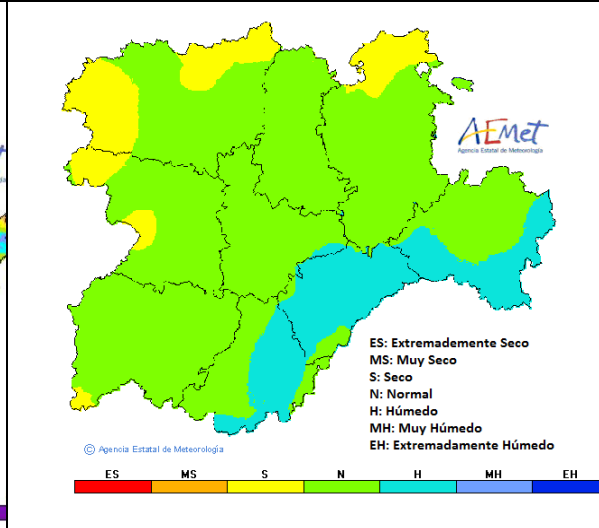 AEMet
Agencia Estatal de Meteorología
ES: Extremademente Seco
MS: Muy Seco
S: Seco
N: Normal
H: Húmedo
MH: Muy Húmedo
EH: Extremadamente Húmedo
© Agencia Estatal de Meteorología
ES MS S N H MH EH